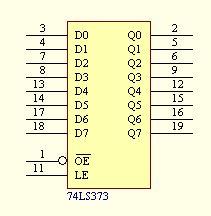 3 D0 Q0 2
4 D1 Q1 5
7 D2 Q2 6
8 D3 Q3 9
13 D4 Q4 12
14 D5 Q5 15
17 D6 Q6 16
18 D7 Q7 19
1 OE
11 LE
74LS373